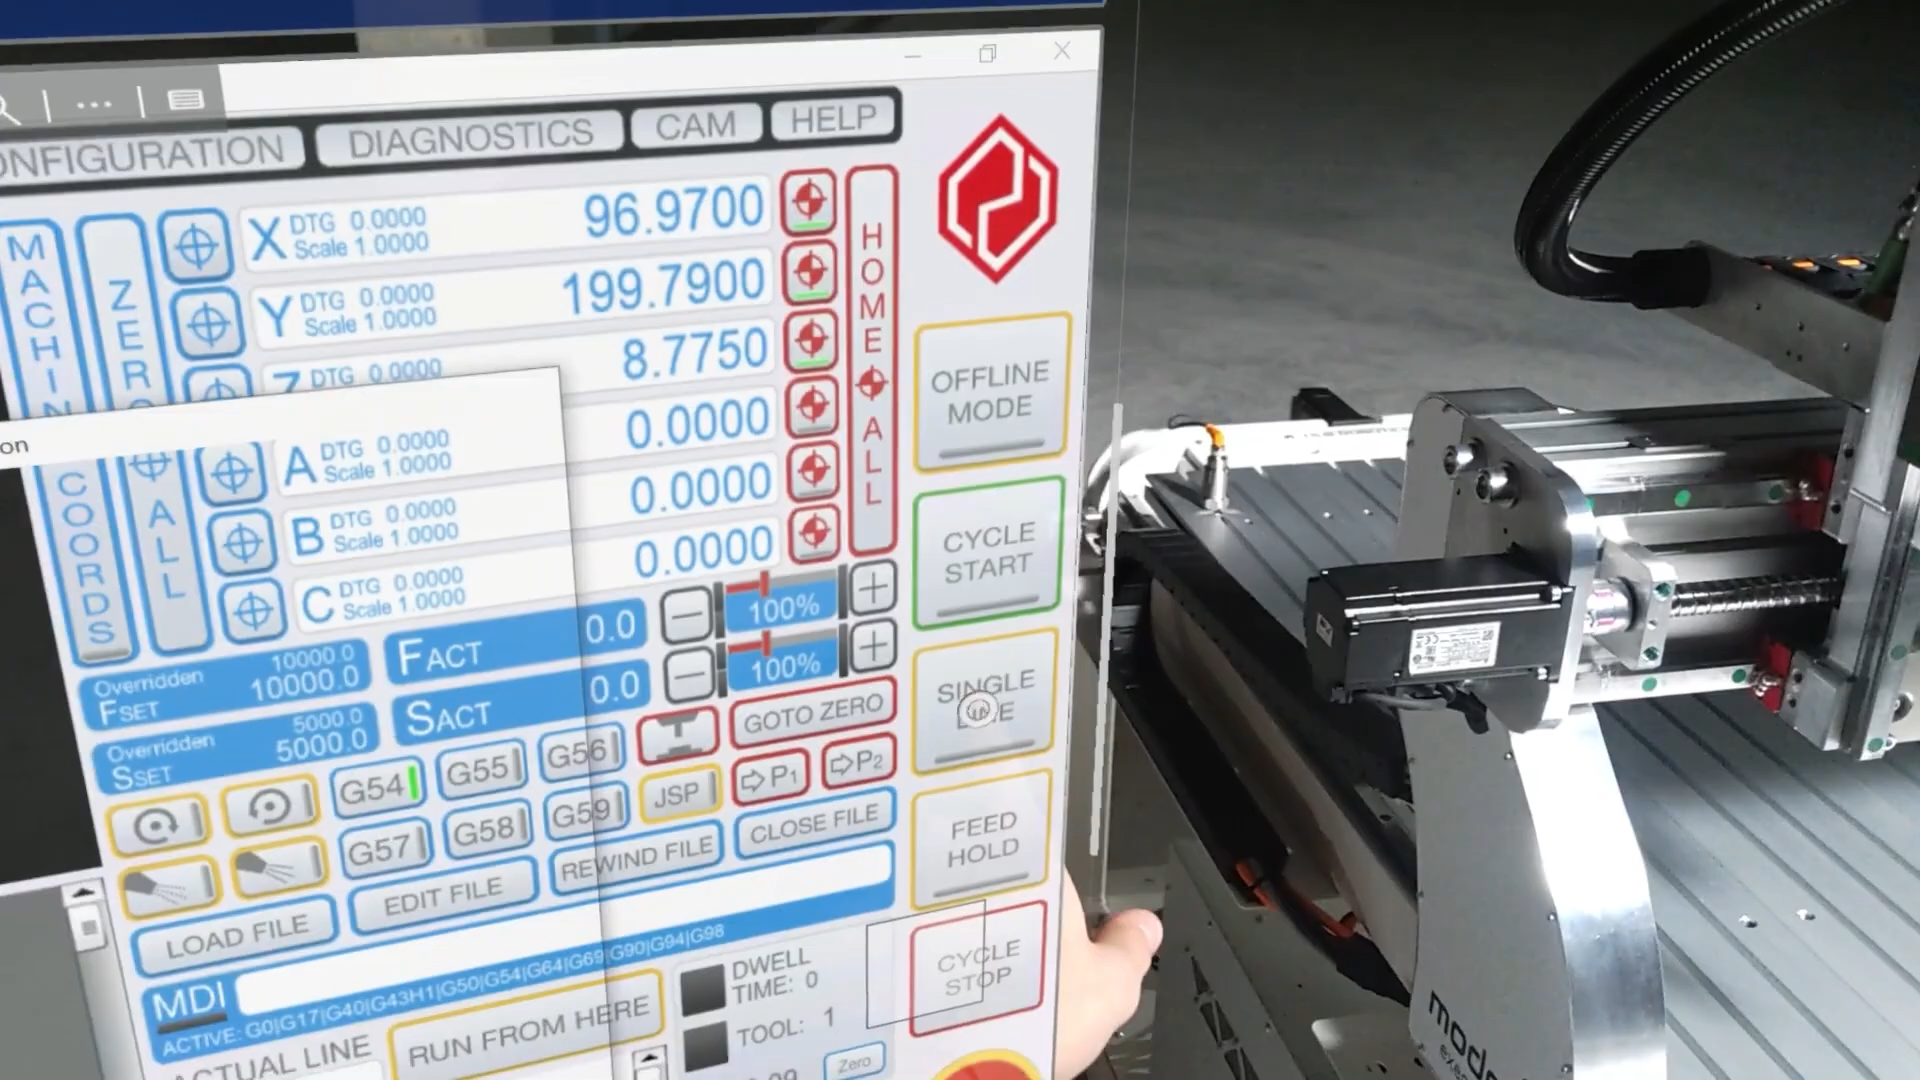 ONFIGURATION
DIAGNOSTICS
CAM
HELP
MACHIN
COORDS
ZERO
ALL
X DTG 0.0000 96.9700
Scale 1.0000
Y DTG 0.0000 199.7900
Scale 1.0000
Z DTG 0.0000 8.7750
on
A DTG 0.0000 0.0000
Scale 1.0000
B DTG 0.0000 0.0000
Scale 1.0000
C DTG 0.0000 0.0000
Scale 1.0000
HOME ALL
OFFLINE
MODE
CYCLE
START
SINGLE
LINE
FEED
HOLD
CYCLE
STOP
Overridden 10000.0
FSET 10000.0
FACT 0.0
100%
Overridden 5000.0
SSET 5000.0
SACT 0.0
100%
GOTO ZERO
G54 G55 G56
JSP P1 P2
G57 G58 G59
LOAD FILE
EDIT FILE
REWIND FILE
CLOSE FILE
MDI
ACTIVE: G0|G17|G40|G43H1|G50|G54|G64|G69|G90|G94|G98
ACTUAL LINE
RUN FROM HERE
DWELL
TIME: 0
TOOL: 1
Zero